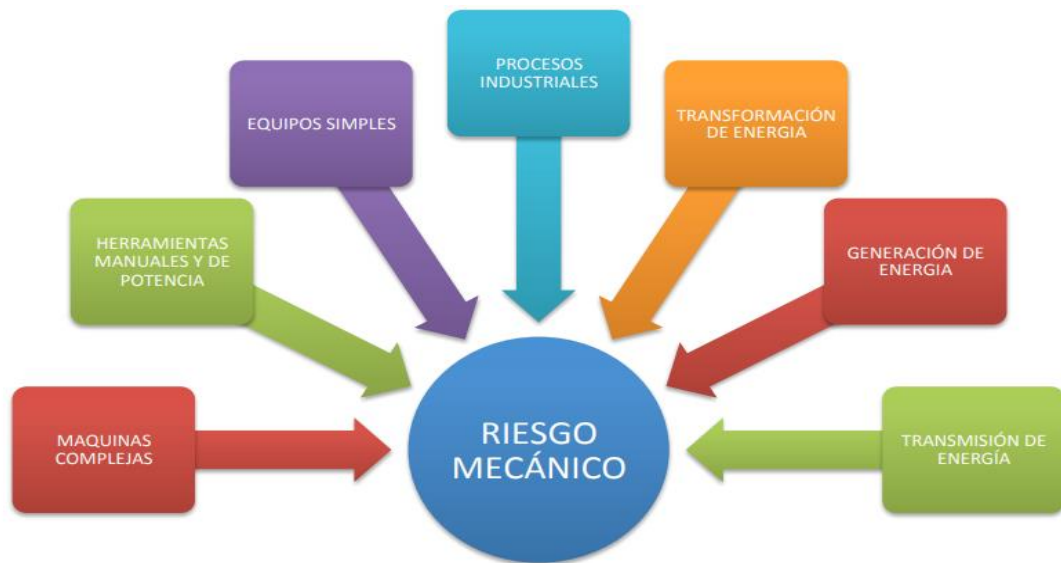 PROCESOS
INDUSTRIALES
EQUIPOS SIMPLES
TRANSFORMACIÓN
DE ENERGIA
HERRAMIENTAS
MANUALES Y DE
POTENCIA
GENERACIÓN DE
ENERGIA
MAQUINAS
COMPLEJAS
RIESGO
MECÁNICO
TRANSMISIÓN DE
ENERGÍA